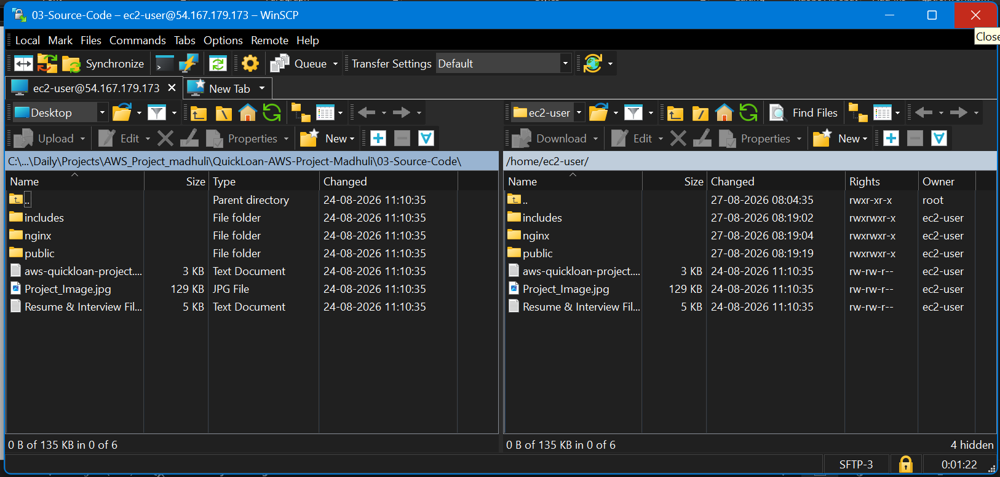 03-Source-Code – ec2-user@54.167.179.173 – WinSCP
Close
Local Mark Files Commands Tabs Options Remote Help
Synchronize Queue Transfer Settings Default
ec2-user@54.167.179.173 New Tab
Desktop
Upload Edit Properties New
C:\...\Daily\Projects\AWS_Project_madhuli\QuickLoan-AWS-Project-Madhuli\03-Source-Code\
Name Size Type Changed
.. Parent directory 24-08-2026 11:10:35
includes File folder 24-08-2026 11:10:35
nginx File folder 24-08-2026 11:10:35
public File folder 24-08-2026 11:10:35
aws-quickloan-project.... 3 KB Text Document 24-08-2026 11:10:35
Project_Image.jpg 129 KB JPG File 24-08-2026 11:10:35
Resume & Interview Fil... 5 KB Text Document 24-08-2026 11:10:35
0 B of 135 KB in 0 of 6
ec2-user Find Files
Download Edit Properties New
/home/ec2-user/
Name Size Changed Rights Owner
.. 27-08-2026 08:04:35 rwxr-xr-x root
includes 27-08-2026 08:19:02 rwxrwxr-x ec2-user
nginx 27-08-2026 08:19:04 rwxrwxr-x ec2-user
public 27-08-2026 08:19:19 rwxrwxr-x ec2-user
aws-quickloan-project.... 3 KB 24-08-2026 11:10:35 rw-rw-r-- ec2-user
Project_Image.jpg 129 KB 24-08-2026 11:10:35 rw-rw-r-- ec2-user
Resume & Interview Fil... 5 KB 24-08-2026 11:10:35 rw-rw-r-- ec2-user
0 B of 135 KB in 0 of 6 4 hidden
SFTP-3 0:01:22